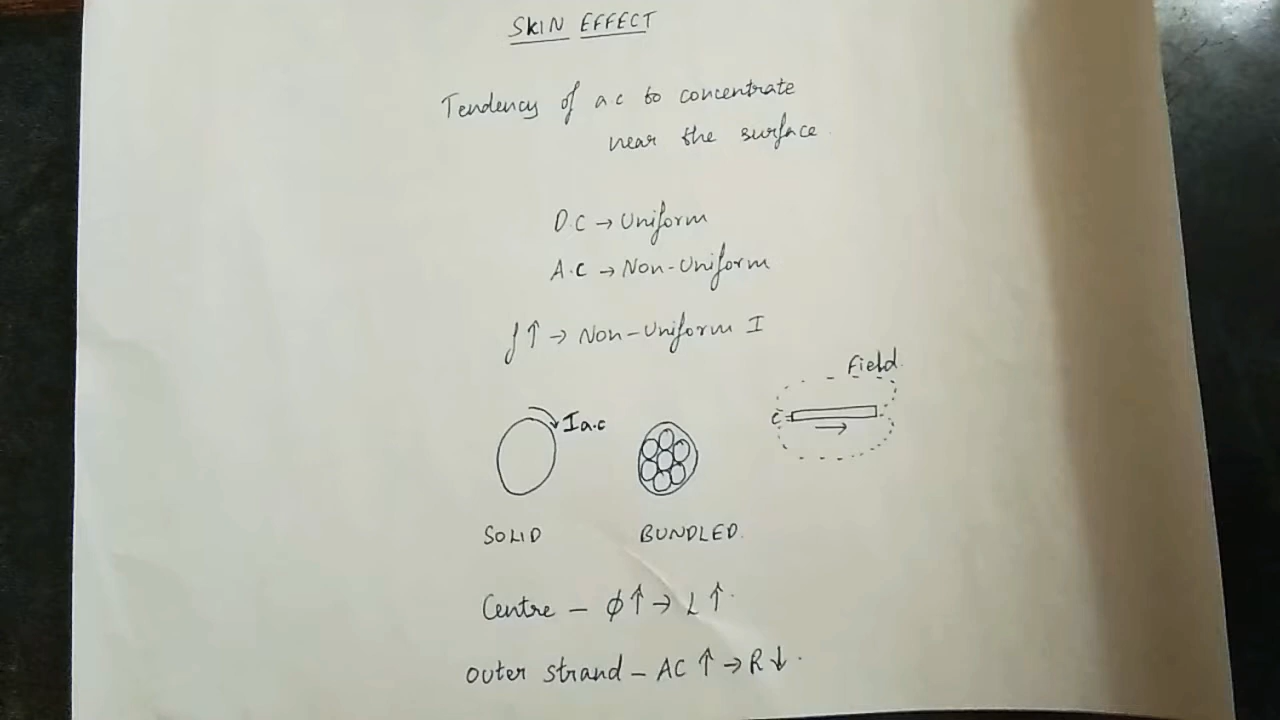 SKIN EFFECT
Tendency of a.c to concentrate
near the surface.
D.C → Uniform
A.C → Non-Uniform
f↑ → Non-Uniform I
Field
I a.c
SOLID
BUNDLED.
Centre – ϕ↑ → L↑.
Outer strand – AC ↑ → R↓.